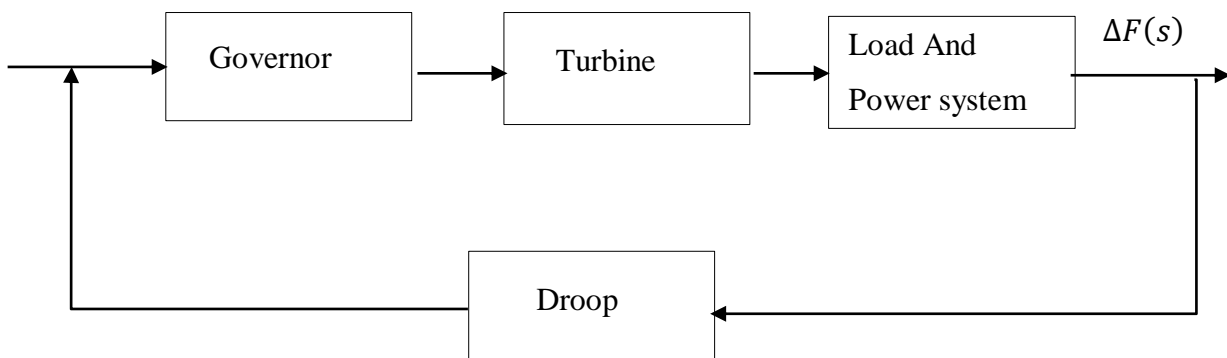 Governor
Turbine
Load And
Power system
ΔF(s)
Droop